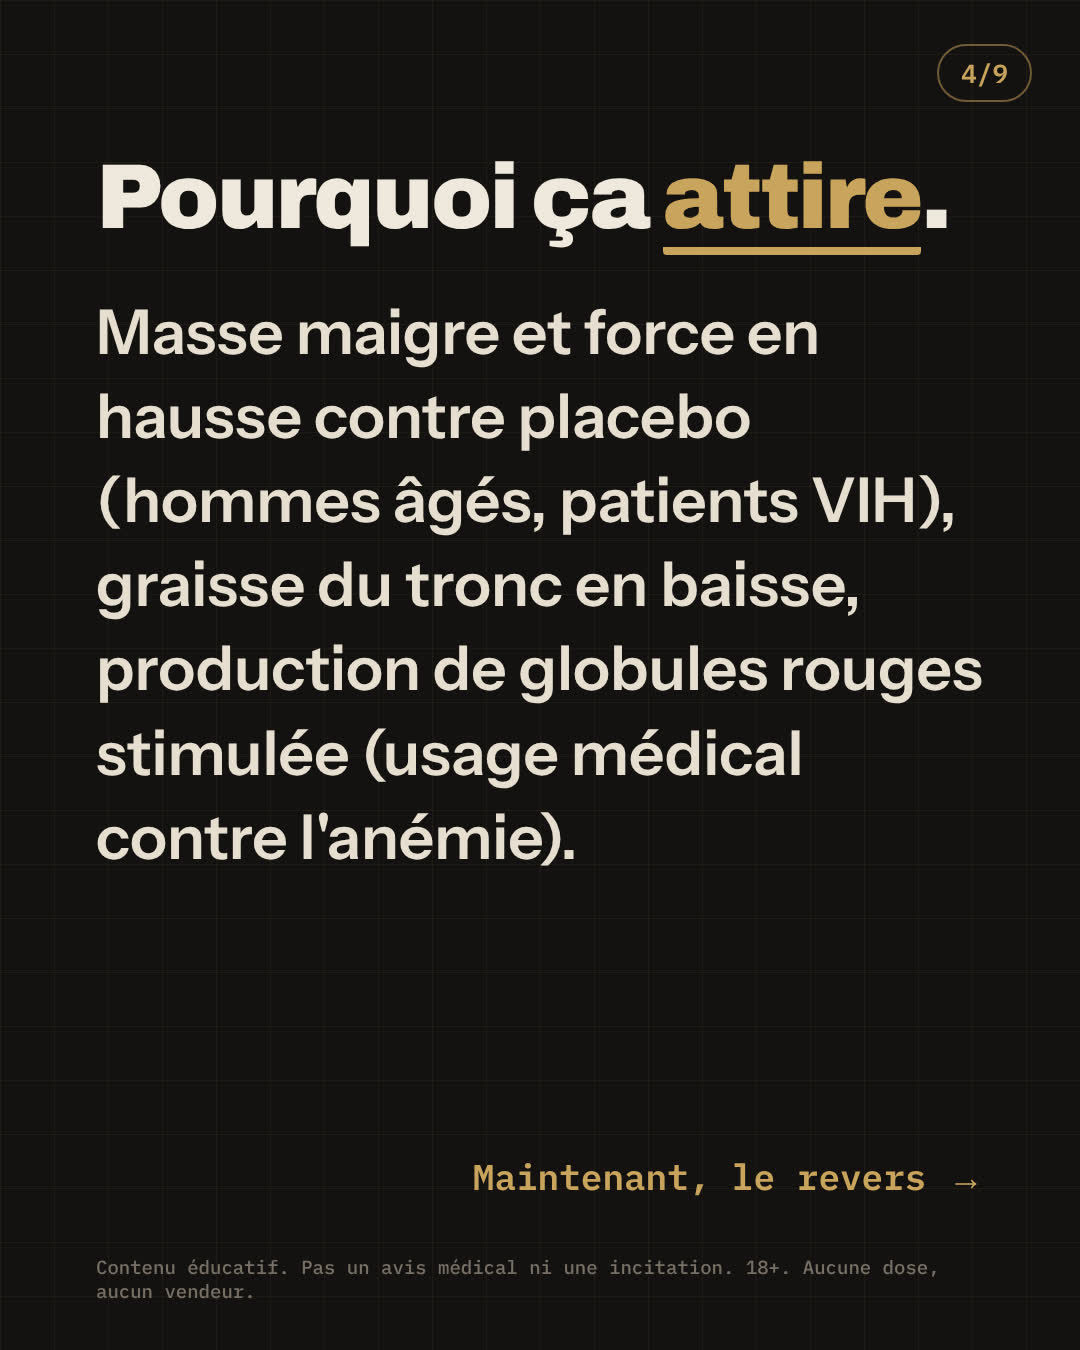 4/9
Pourquoi ça attire.
Masse maigre et force en
hausse contre placebo
(hommes âgés, patients VIH),
graisse du tronc en baisse,
production de globules rouges
stimulée (usage médical
contre l'anémie).
Maintenant, le revers →
Contenu éducatif. Pas un avis médical ni une incitation. 18+. Aucune dose,
aucun vendeur.